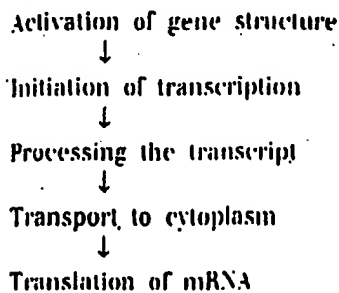 Activation of gene structure
↓
Initiation of transcription
↓
Processing the transcript
↓
Transport to cytoplasm
↓
Translation of mRNA